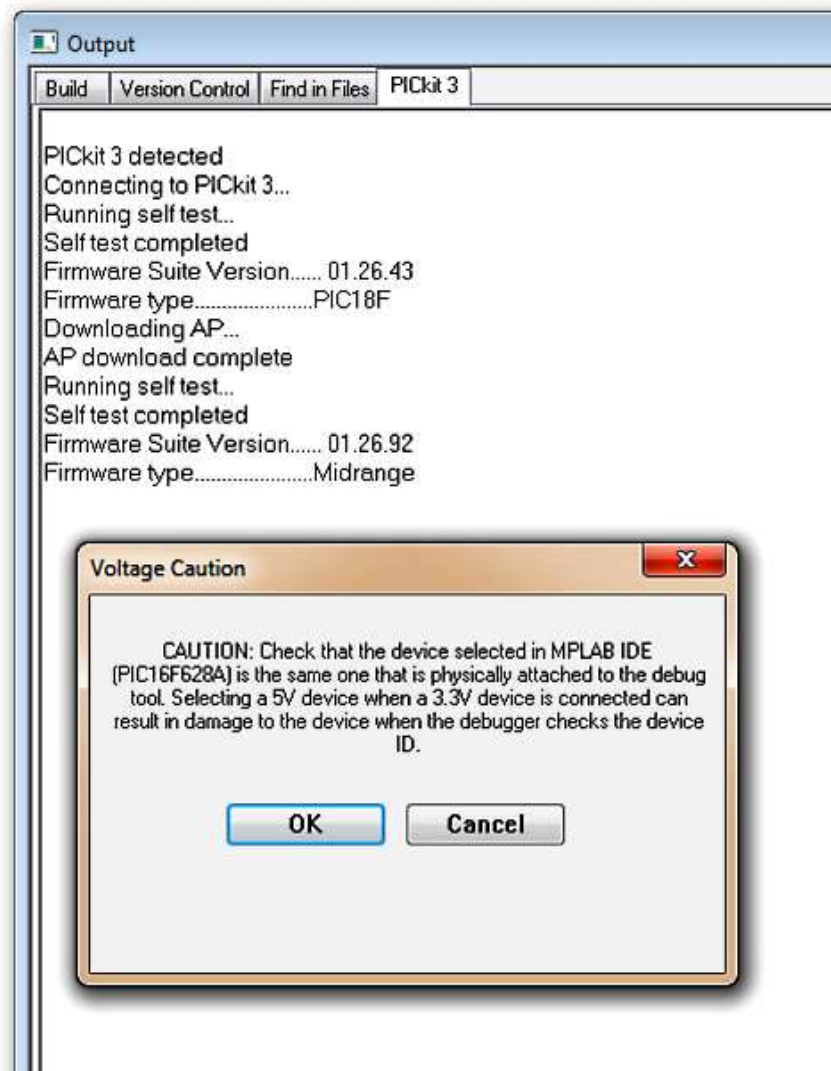 Output
Build Version Control Find in Files PICkit 3
PICkit 3 detected
Connecting to PICkit 3...
Running self test...
Self test completed
Firmware Suite Version...... 01.26.43
Firmware type.......................PIC18F
Downloading AP...
AP download complete
Running self test...
Self test completed
Firmware Suite Version...... 01.26.92
Firmware type.......................Midrange
Voltage Caution
CAUTION: Check that the device selected in MPLAB IDE
(PIC16F628A) is the same one that is physically attached to the debug
tool. Selecting a 5V device when a 3.3V device is connected can
result in damage to the device when the debugger checks the device
ID.
OK Cancel